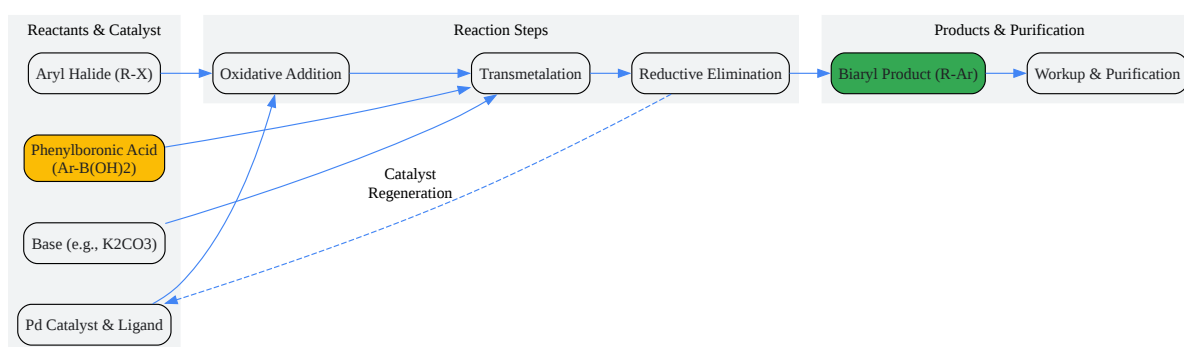 Reactants & Catalyst
Reaction Steps
Products & Purification
Aryl Halide (R-X)
Oxidative Addition
Transmetalation
Reductive Elimination
Biaryl Product (R-Ar)
Workup & Purification
Phenylboronic Acid
(Ar-B(OH)2)
Catalyst
Regeneration
Base (e.g., K2CO3)
Pd Catalyst & Ligand